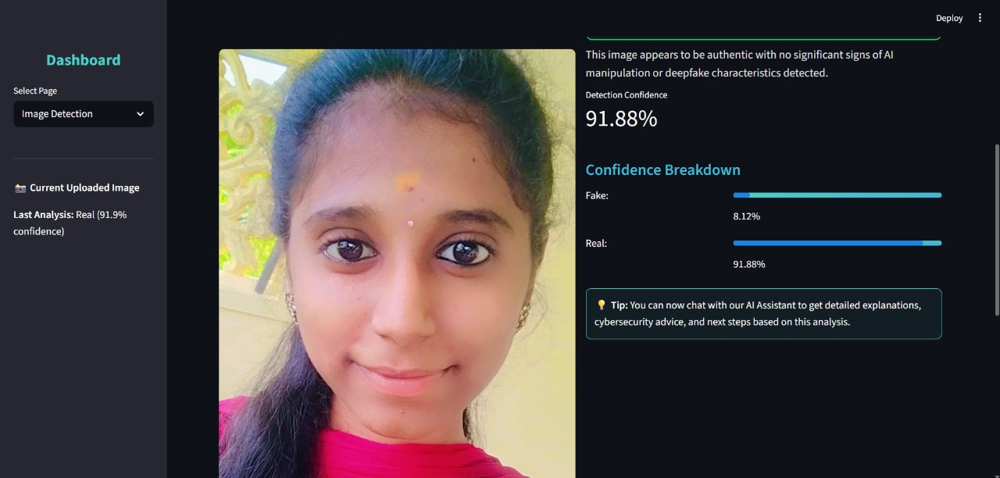 Deploy
Dashboard
Select Page
Image Detection
📷 Current Uploaded Image
Last Analysis: Real (91.9%
confidence)
This image appears to be authentic with no significant signs of AI
manipulation or deepfake characteristics detected.
Detection Confidence
91.88%
Confidence Breakdown
Fake:
8.12%
Real:
91.88%
💡 Tip: You can now chat with our AI Assistant to get detailed explanations,
cybersecurity advice, and next steps based on this analysis.